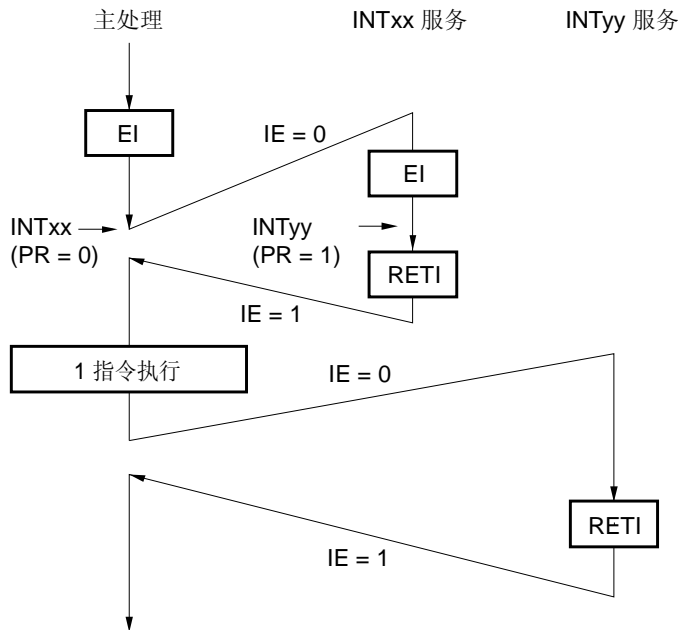 主处理
INTxx 服务
INTyy 服务
EI
IE = 0
EI
INTxx
(PR = 0)
INTyy
(PR = 1)
RETI
IE = 1
1 指令执行
IE = 0
RETI
IE = 1